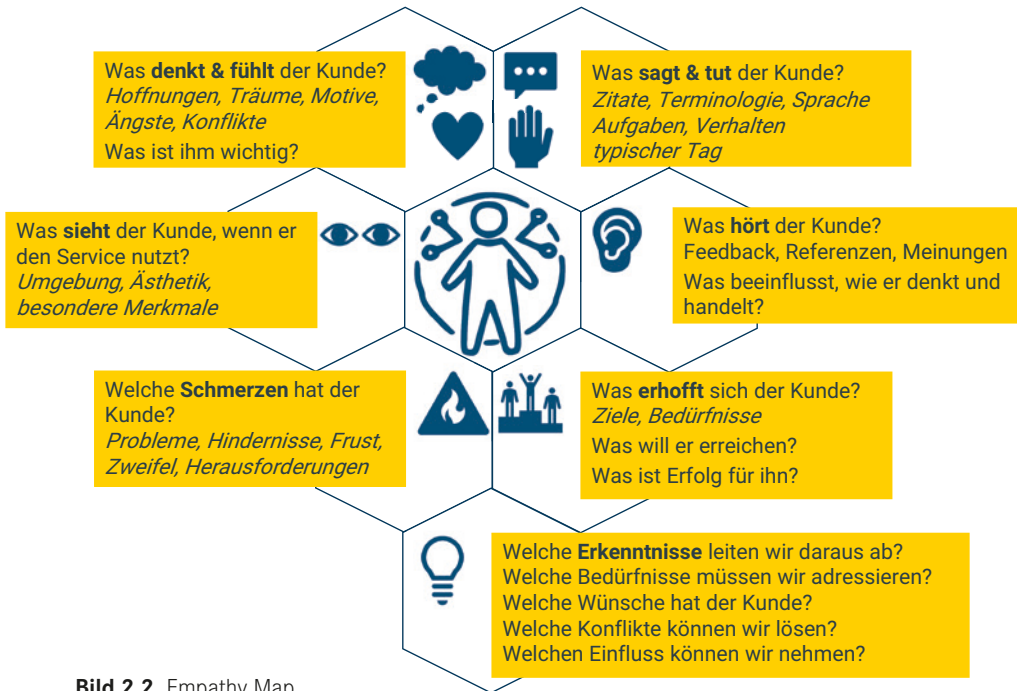 Was denkt & fühlt der Kunde?
Hoffnungen, Träume, Motive,
Ängste, Konflikte
Was ist ihm wichtig?
Was sagt & tut der Kunde?
Zitate, Terminologie, Sprache
Aufgaben, Verhalten
typischer Tag
Was sieht der Kunde, wenn er
den Service nutzt?
Umgebung, Ästhetik,
besondere Merkmale
Was hört der Kunde?
Feedback, Referenzen, Meinungen
Was beeinflusst, wie er denkt und
handelt?
Welche Schmerzen hat der
Kunde?
Probleme, Hindernisse, Frust,
Zweifel, Herausforderungen
Was erhofft sich der Kunde?
Ziele, Bedürfnisse
Was will er erreichen?
Was ist Erfolg für ihn?
Welche Erkenntnisse leiten wir daraus ab?
Welche Bedürfnisse müssen wir adressieren?
Welche Wünsche hat der Kunde?
Welche Konflikte können wir lösen?
Welchen Einfluss können wir nehmen?
Bild 2.2 Empathy Map